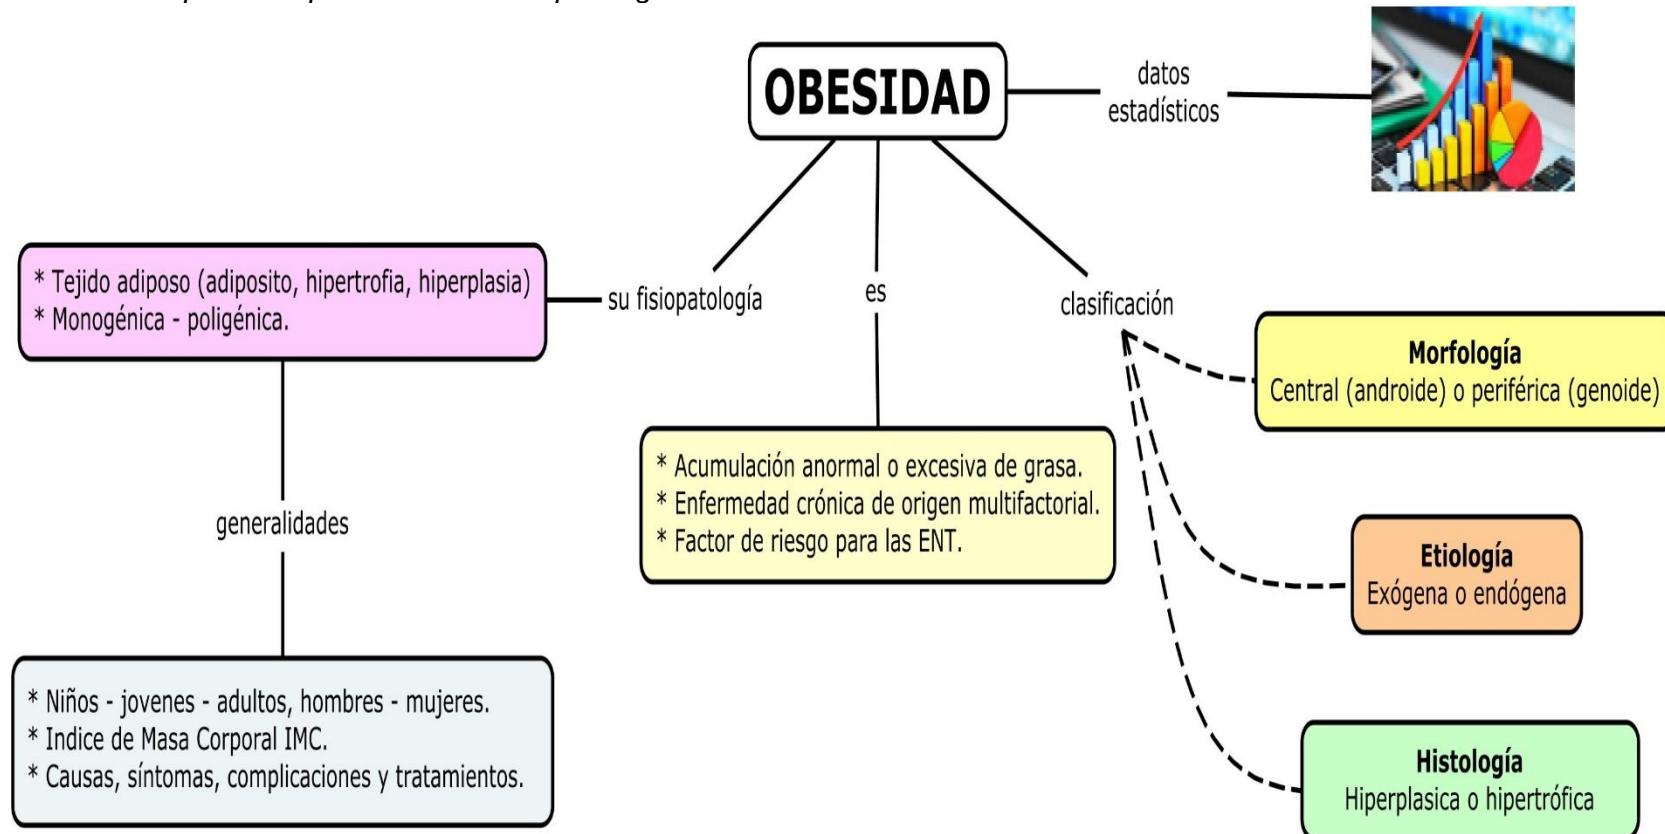 OBESIDAD
datos
estadísticos
* Tejido adiposo (adiposito, hipertrofia, hiperplasia)
* Monogénica - poligénica.
su fisiopatología
es
clasificación
Morfología
Central (androide) o periférica (genoide)
* Acumulación anormal o excesiva de grasa.
* Enfermedad crónica de origen multifactorial.
* Factor de riesgo para las ENT.
generalidades
Etiología
Exógena o endógena
* Niños - jovenes - adultos, hombres - mujeres.
* Indice de Masa Corporal IMC.
* Causas, síntomas, complicaciones y tratamientos.
Histología
Hiperplasica o hipertrófica